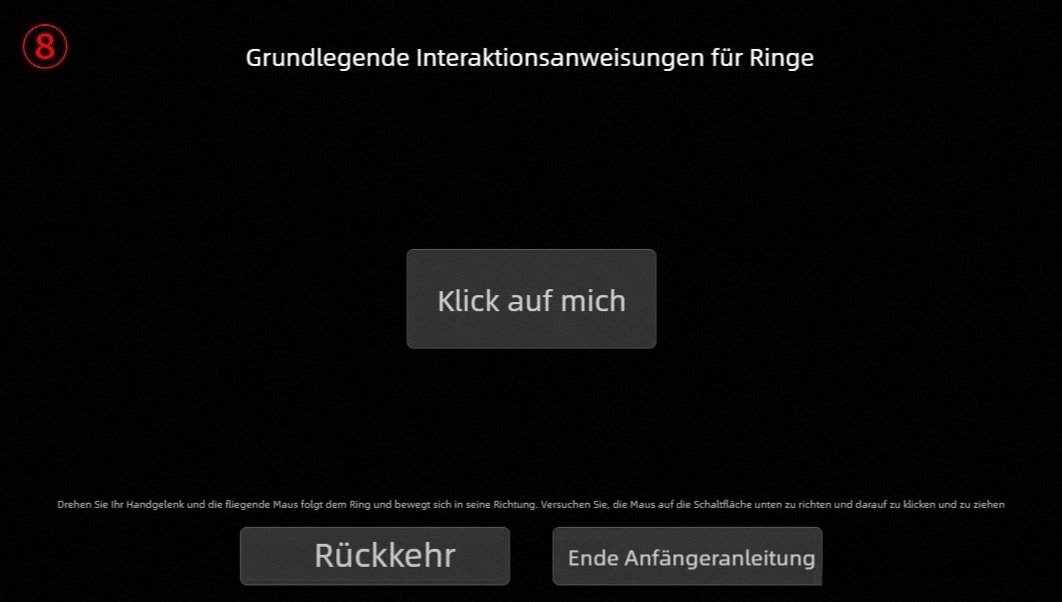 ⑧
Grundlegende Interaktionsanweisungen für Ringe
Klick auf mich
Drehen Sie Ihr Handgelenk und die fliegende Maus folgt dem Ring und bewegt sich in seine Richtung. Versuchen Sie, die Maus auf die Schaltfläche unten zu richten und darauf zu klicken und zu ziehen
Rückkehr
Ende Anfängeranleitung